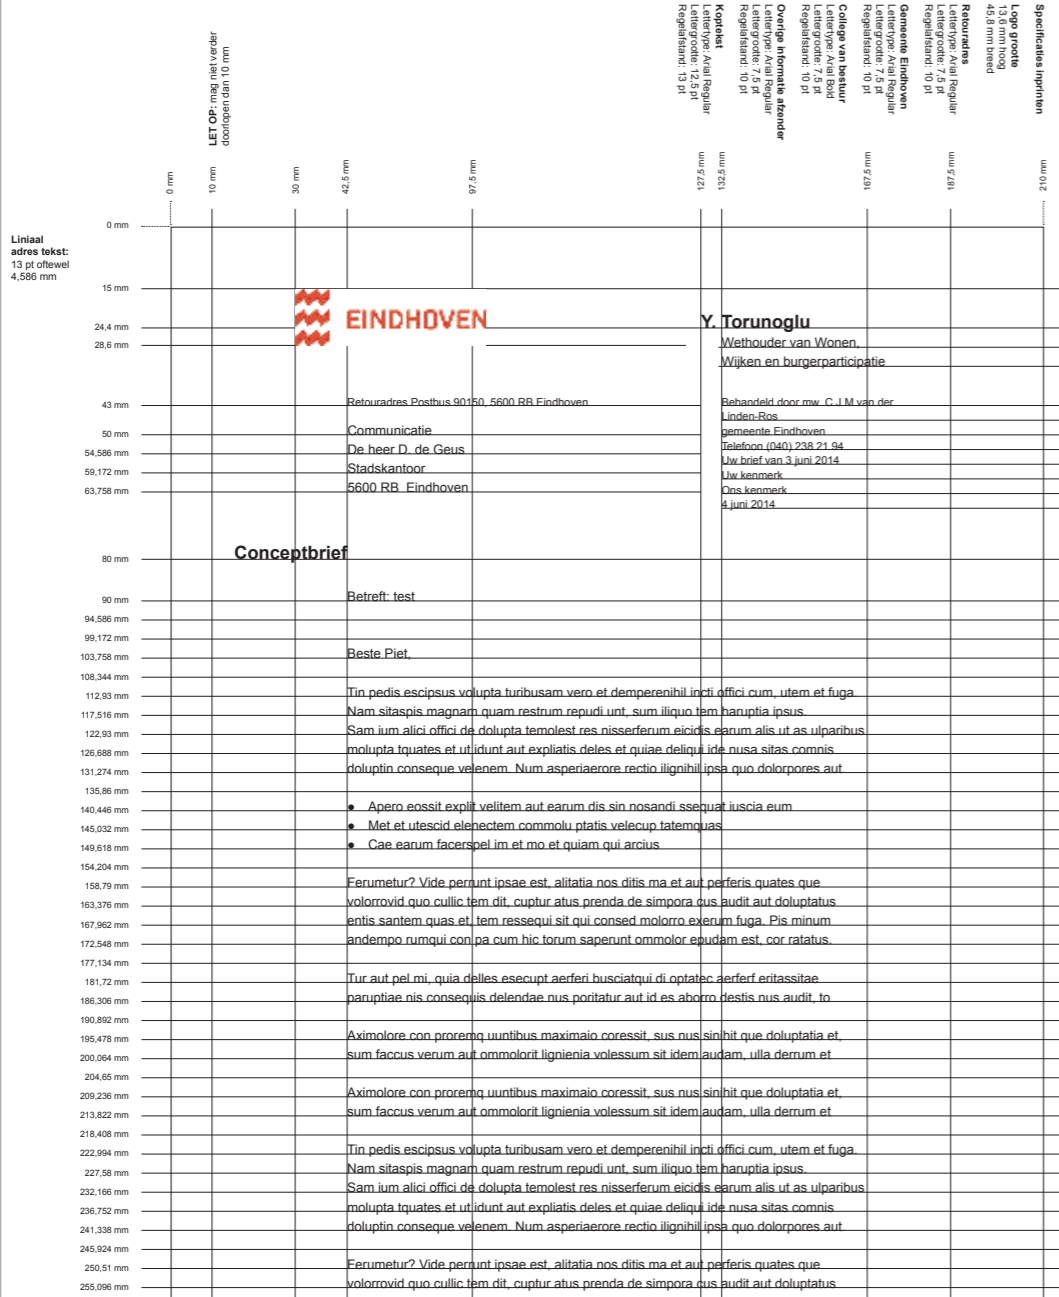 Specificaties inprinten
Logo grootte
13,6 mm hoog
45,8 mm breed
Retouradres
Lettertype: Arial Regular
Lettergrootte: 7,5 pt
Regelafstand: 10 pt
Gemeente Eindhoven
Lettertype: Arial Regular
Lettergrootte: 7,5 pt
Regelafstand: 10 pt
College van bestuur
Lettertype: Arial Bold
Lettergrootte: 7,5 pt
Regelafstand: 10 pt
Overige informatie afzender
Lettertype: Arial Regular
Lettergrootte: 7,5 pt
Regelafstand: 10 pt
Koptekst
Lettertype: Arial Regular
Lettergrootte: 12,5 pt
Regelafstand: 13 pt
LET OP: mag niet verder
doorlopen dan 10 mm
0 mm
10 mm
30 mm
42,5 mm
97,5 mm
127,5 mm
132,5 mm
167,5 mm
187,5 mm
210 mm
Liniaal
adres tekst:
13 pt oftewel
4,586 mm
0 mm
15 mm
24,4 mm
28,6 mm
43 mm
50 mm
54,586 mm
59,172 mm
63,758 mm
80 mm
90 mm
94,586 mm
99,172 mm
103,758 mm
108,344 mm
112,93 mm
117,516 mm
122,93 mm
126,688 mm
131,274 mm
135,86 mm
140,446 mm
145,032 mm
149,618 mm
154,204 mm
158,79 mm
163,376 mm
167,962 mm
172,548 mm
177,134 mm
181,72 mm
186,306 mm
190,892 mm
195,478 mm
200,064 mm
204,65 mm
209,236 mm
213,822 mm
218,408 mm
222,994 mm
227,58 mm
232,166 mm
236,752 mm
241,338 mm
245,924 mm
250,51 mm
255,096 mm
EINDHOVEN
Y. Torunoglu
Wethouder van Wonen,
Wijken en burgerparticipatie
Retouradres Postbus 90150, 5600 RB Eindhoven
Communicatie
De heer D. de Geus
Stadskantoor
5600 RB Eindhoven
Behandeld door mw. C.J.M van der
Linden-Ros
gemeente Eindhoven
Telefoon (040) 238 21 94
Uw brief van 3 juni 2014
Uw kenmerk
Ons kenmerk
4 juni 2014
Conceptbrief
Betreft: test
Beste Piet,
Tin pedis escipsus volupta turibusam vero et demperenihil incti offici cum, utem et fuga.
Nam sitaspis magnam quam restrum repudi unt, sum iliquo tem haruptia ipsus.
Sam ium alici offici de dolupta temolest res nisserferum eicidis earum alis ut as ulparibus
molupta tquates et ut idunt aut expliatis deles et quiae deliqui ide nusa sitas comnis
doluptin conseque velenem. Num asperiaerore rectio ilignihil ipsa quo dolorpores aut.
● Apero eossit explit velitem aut earum dis sin nosandi ssequat iuscia eum
● Met et utescid elenectem commolu ptatis velecup tatemquas
● Cae earum facerspel im et mo et quiam qui arcius
Ferumetur? Vide perrunt ipsae est, alitatia nos ditis ma et aut perferis quates que
volorrovid quo cullic tem dit, cuptur atus prenda de simpora cus audit aut doluptatus
entis santem quas et, tem ressequi sit qui consed molorro exerum fuga. Pis minum
andempo rumqui con pa cum hic torum saperunt ommolor epudam est, cor ratatus.
Tur aut pel mi, quia delles esecupt aerferi busciatqui di optatec aerferf eritassitae
paruptiae nis consequis delendae nus poritatur aut id es aborro destis nus audit, to
Aximolore con proremq uuntibus maximaio coressit, sus nus sinihit que doluptatia et,
sum faccus verum aut ommolorit lignienia volessum sit idem audam, ulla derrum et
Aximolore con proremq uuntibus maximaio coressit, sus nus sinihit que doluptatia et,
sum faccus verum aut ommolorit lignienia volessum sit idem audam, ulla derrum et
Tin pedis escipsus volupta turibusam vero et demperenihil incti offici cum, utem et fuga.
Nam sitaspis magnam quam restrum repudi unt, sum iliquo tem haruptia ipsus.
Sam ium alici offici de dolupta temolest res nisserferum eicidis earum alis ut as ulparibus
molupta tquates et ut idunt aut expliatis deles et quiae deliqui ide nusa sitas comnis
doluptin conseque velenem. Num asperiaerore rectio ilignihil ipsa quo dolorpores aut.
Ferumetur? Vide perrunt ipsae est, alitatia nos ditis ma et aut perferis quates que
volorrovid quo cullic tem dit, cuptur atus prenda de simpora cus audit aut doluptatus